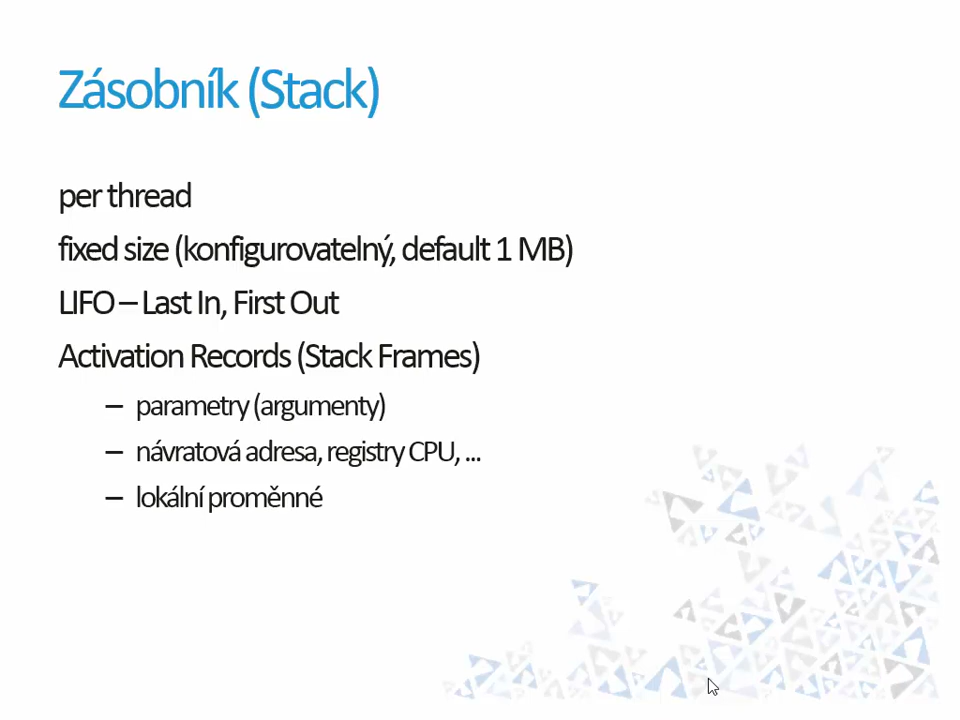 Zásobník (Stack)
per thread
fixed size (konfigurovatelný, default 1 MB)
LIFO – Last In, First Out
Activation Records (Stack Frames)
– parametry (argumenty)
– návratová adresa, registry CPU, ...
– lokální proměnné